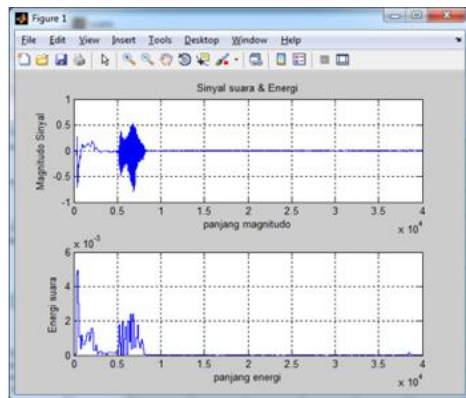 Figure 1
File Edit View Insert Tools Desktop Window Help
Sinyal suara & Energi
Magnitudo Sinyal
1
0.5
0
-0.5
-1
0 0.5 1 1.5 2 2.5 3 3.5 4
panjang magnitudo
x 10^4
x 10^-3
Energi suara
6
4
2
0
0 0.5 1 1.5 2 2.5 3 3.5 4
panjang energi
x 10^4